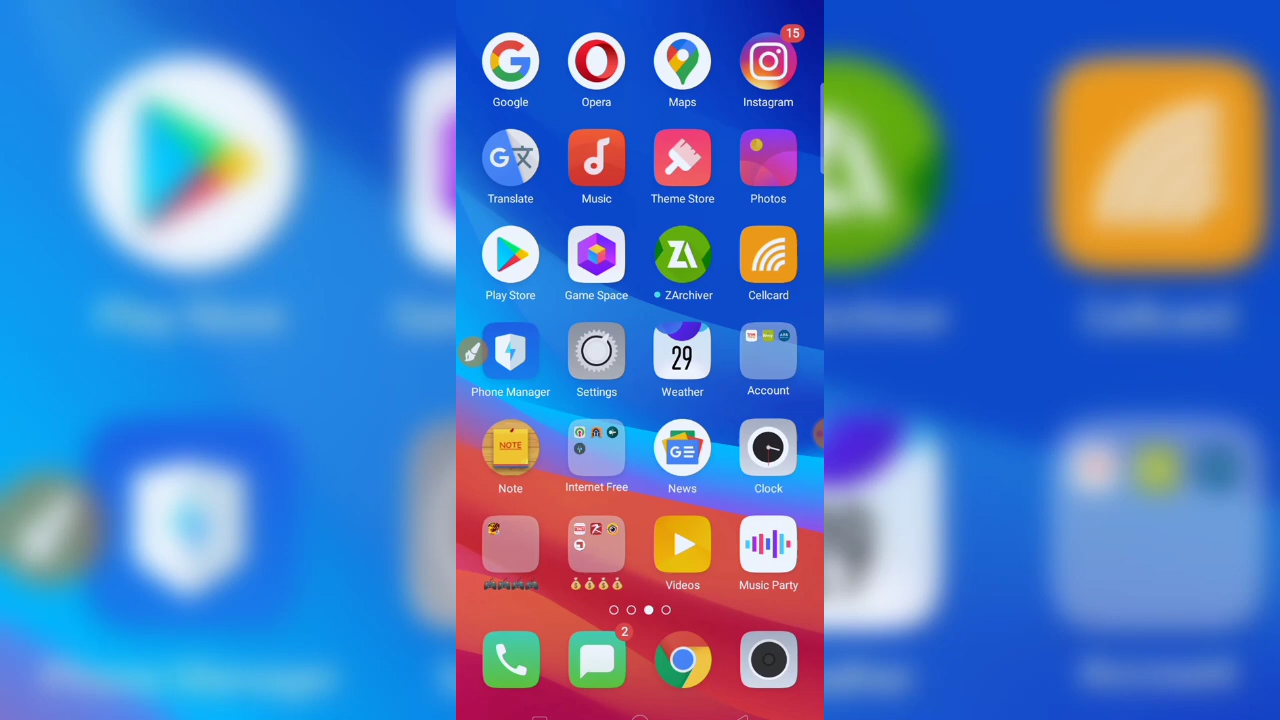 15
Google Opera Maps Instagram
Translate Music Theme Store Photos
Play Store Game Space ZArchiver Cellcard
29
Phone Manager Settings Weather Account
NOTE
Note Internet Free News Clock
Videos Music Party
2